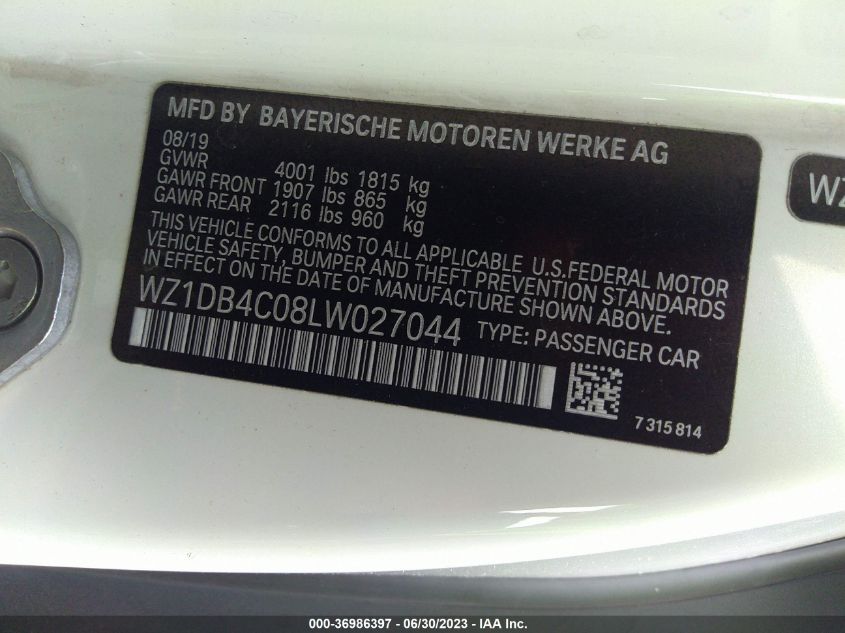 MFD BY BAYERISCHE MOTOREN WERKE AG
08/19
GVWR 4001 lbs 1815 kg
GAWR FRONT 1907 lbs 865 kg
GAWR REAR 2116 lbs 960 kg
THIS VEHICLE CONFORMS TO ALL APPLICABLE U.S.FEDERAL MOTOR
VEHICLE SAFETY, BUMPER AND THEFT PREVENTION STANDARDS
IN EFFECT ON THE DATE OF MANUFACTURE SHOWN ABOVE.
WZ1DB4C08LW027044 TYPE: PASSENGER CAR
7 315 814
WZ
000-36986397 - 06/30/2023 - IAA Inc.